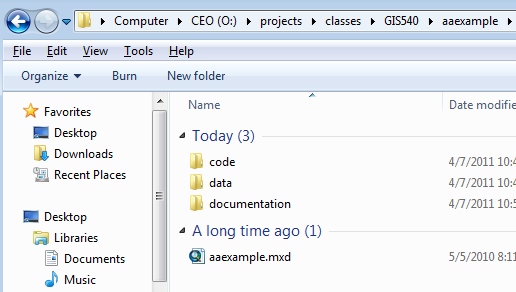 Computer ▸ CEO (O:) ▸ projects ▸ classes ▸ GIS540 ▸ aaexample ▸
File Edit View Tools Help
Organize Burn New folder
Favorites
Desktop
Downloads
Recent Places
Desktop
Libraries
Documents
Music
Name Date modifie
Today (3)
code 4/7/2011 10:4
data 4/7/2011 10:4
documentation 4/7/2011 10:5
A long time ago (1)
aaexample.mxd 5/5/2010 8:11